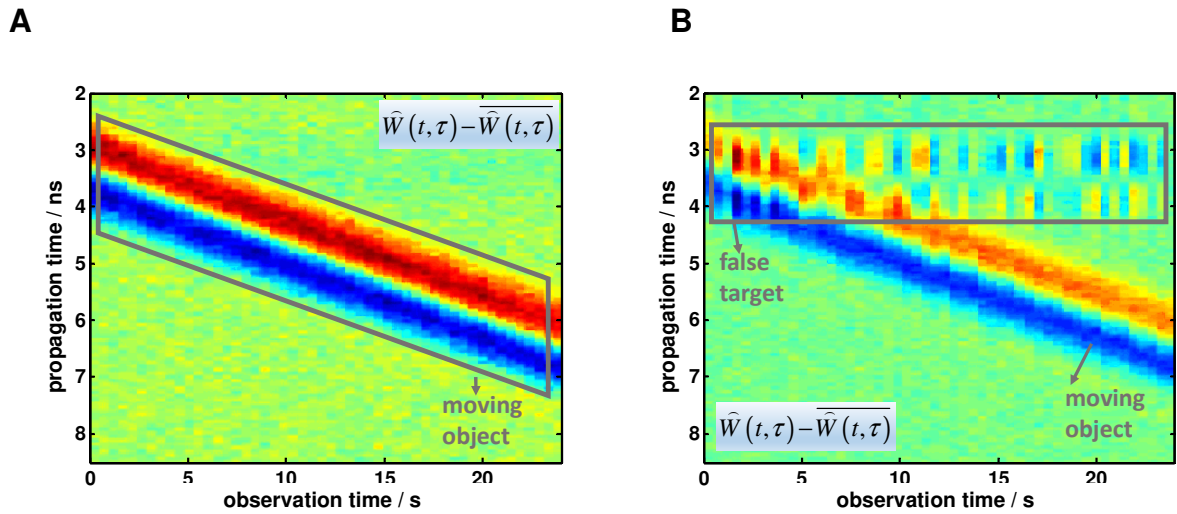 A
B
2
3
4
5
6
7
8
0
5
10
15
20
propagation time / ns
observation time / s
Ŵ(t,τ) − \overline{Ŵ(t,τ)}
moving
object
2
3
4
5
6
7
8
0
5
10
15
20
propagation time / ns
observation time / s
false
target
Ŵ(t,τ) − \overline{Ŵ(t,τ)}
moving
object